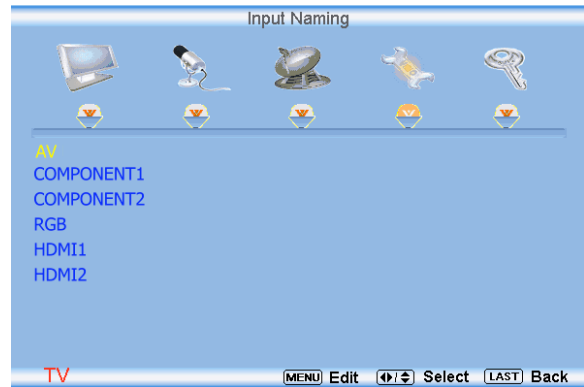 Input Naming
AV
COMPONENT1
COMPONENT2
RGB
HDMI1
HDMI2
TV MENU Edit Select LAST Back